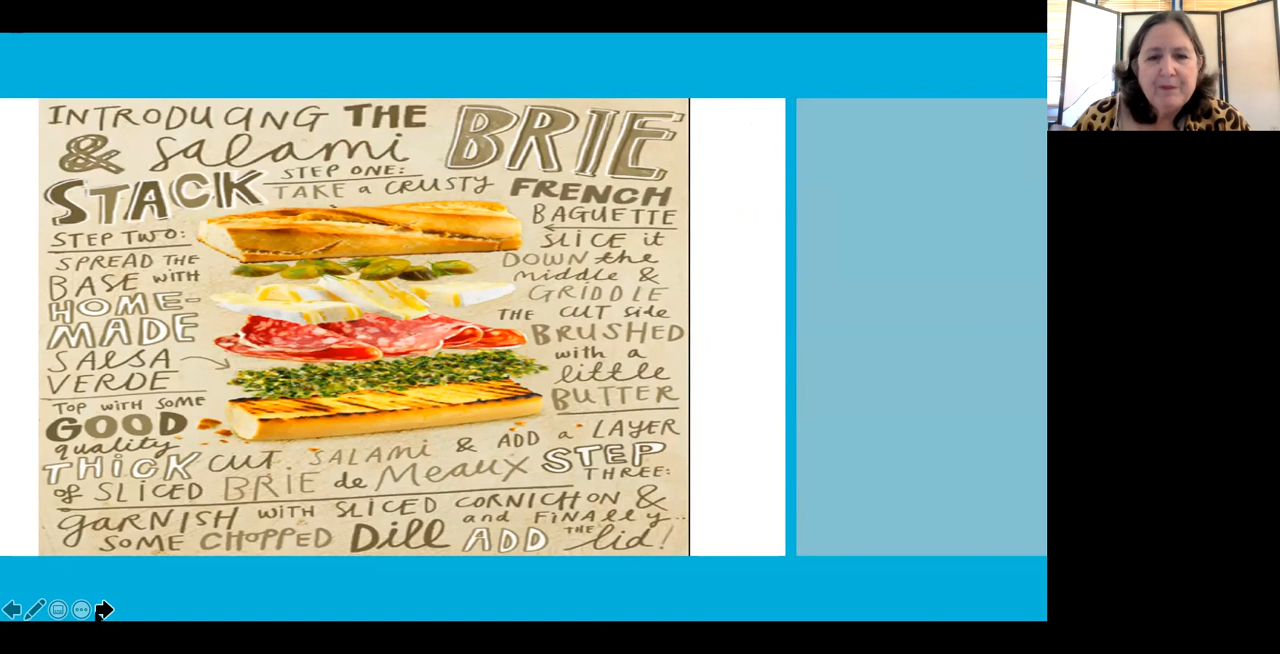 INTRODUCING THE BRIE
& Salami
STACK
STEP ONE:
TAKE a CRUSTY FRENCH
BAGUETTE
SLICE it
DOWN the
middle &
GRIDDLE
THE CUT side
BRUSHED
with a
little
BUTTER
STEP TWO:
SPREAD THE
BASE WITH
HOME-
MADE
SALSA
VERDE
TOP WITH SOME
GOOD
quality
THICK CUT SALAMI & ADD a LAYER
of SLICED BRIE de Meaux
STEP
THREE:
GARNISH WITH SLICED CORNICHON &
SOME CHOPPED Dill
and FINAlly..
ADD THE lid!